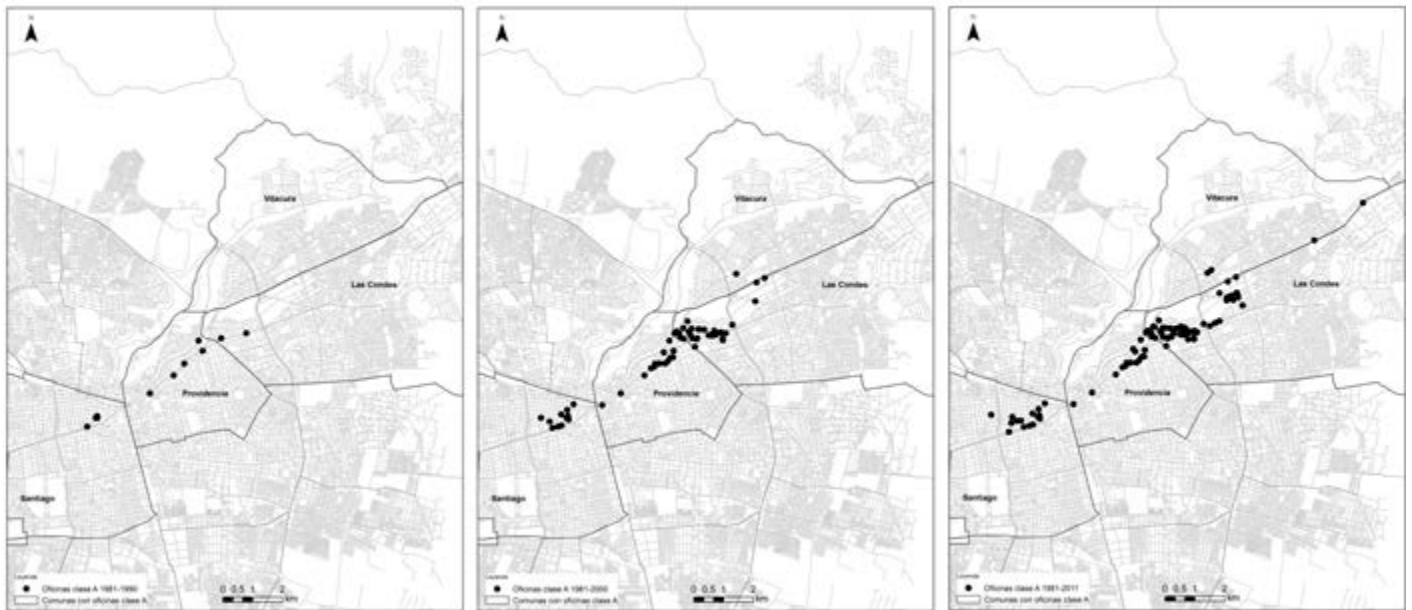 N
Vitacura
Las Condes
Providencia
Santiago
Leyenda
Oficinas clase A 1981-1990
Comunas con oficinas clase A
0 0.5 1 2
km
N
Vitacura
Las Condes
Providencia
Santiago
Leyenda
Oficinas clase A 1981-2000
Comunas con oficinas clase A
0 0.5 1 2
km
N
Vitacura
Las Condes
Providencia
Santiago
Leyenda
Oficinas clase A 1981-2011
Comunas con oficinas clase A
0 0.5 1 2
km